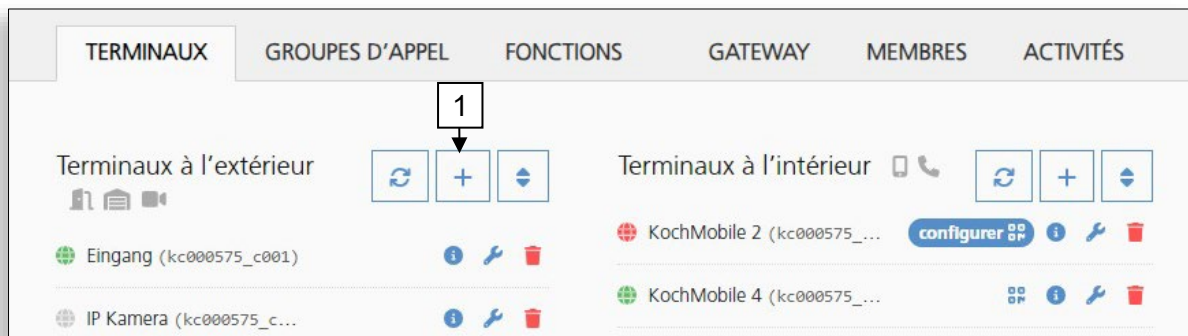 TERMINAUX GROUPES D'APPEL FONCTIONS GATEWAY MEMBRES ACTIVITÉS
1
Terminaux à l'extérieur
Eingang (kc000575_c001)
IP Kamera (kc000575_c...
Terminaux à l'intérieur
KochMobile 2 (kc000575_... configurer
KochMobile 4 (kc000575_...